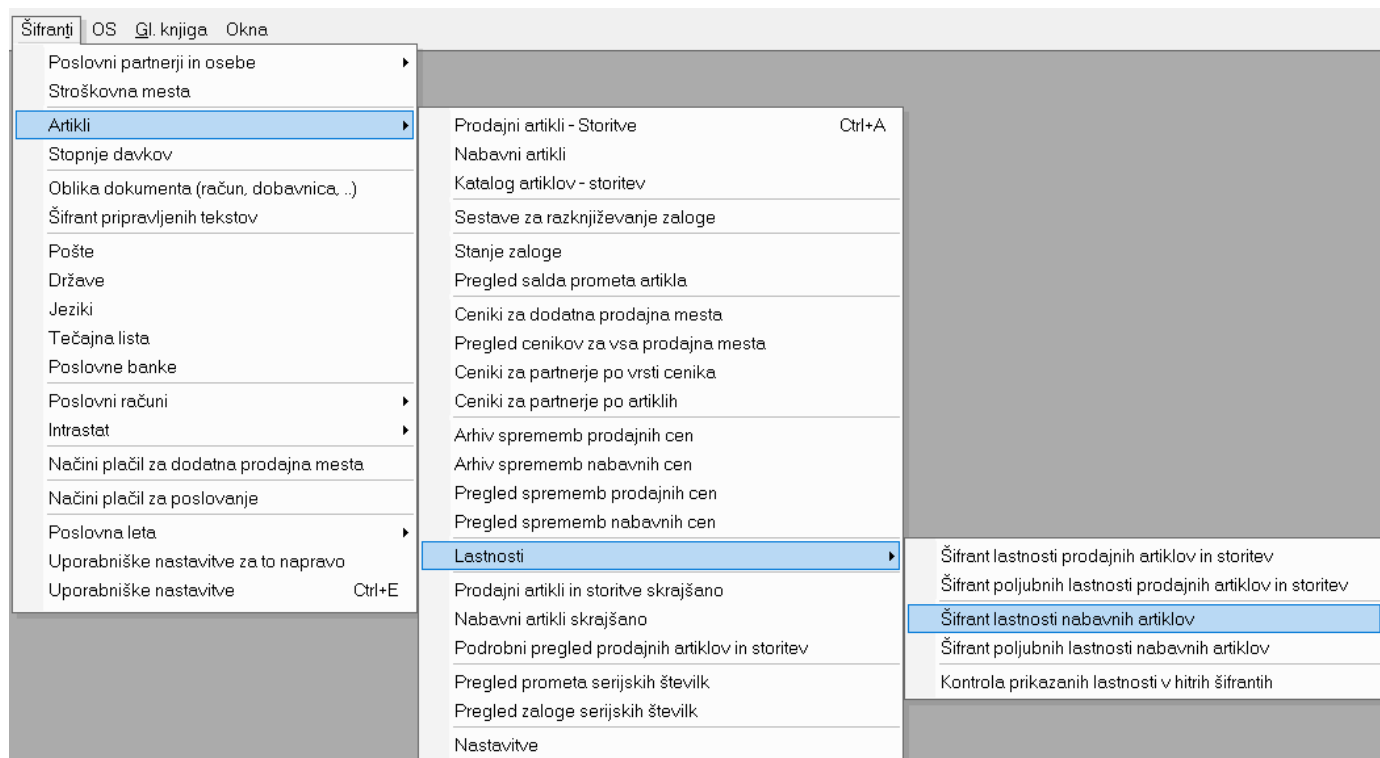 Šifranti OS Gl. knjiga Okna
Poslovni partnerji in osebe
Stroškovna mesta
Artikli
Stopnje davkov
Oblika dokumenta (račun, dobavnica, ..)
Šifrant pripravljenih tekstov
Pošte
Države
Jeziki
Tečajna lista
Poslovne banke
Poslovni računi
Intrastat
Načini plačil za dodatna prodajna mesta
Načini plačil za poslovanje
Poslovna leta
Uporabniške nastavitve za to napravo
Uporabniške nastavitve Ctrl+E
Prodajni artikli - Storitve Ctrl+A
Nabavni artikli
Katalog artiklov - storitev
Sestave za razknjiževanje zaloge
Stanje zaloge
Pregled salda prometa artikla
Ceniki za dodatna prodajna mesta
Pregled cenikov za vsa prodajna mesta
Ceniki za partnerje po vrsti cenika
Ceniki za partnerje po artiklih
Arhiv sprememb prodajnih cen
Arhiv sprememb nabavnih cen
Pregled sprememb prodajnih cen
Pregled sprememb nabavnih cen
Lastnosti
Prodajni artikli in storitve skrajšano
Nabavni artikli skrajšano
Podrobni pregled prodajnih artiklov in storitev
Pregled prometa serijskih številk
Pregled zaloge serijskih številk
Nastavitve
Šifrant lastnosti prodajnih artiklov in storitev
Šifrant poljubnih lastnosti prodajnih artiklov in storitev
Šifrant lastnosti nabavnih artiklov
Šifrant poljubnih lastnosti nabavnih artiklov
Kontrola prikazanih lastnosti v hitrih šifrantih